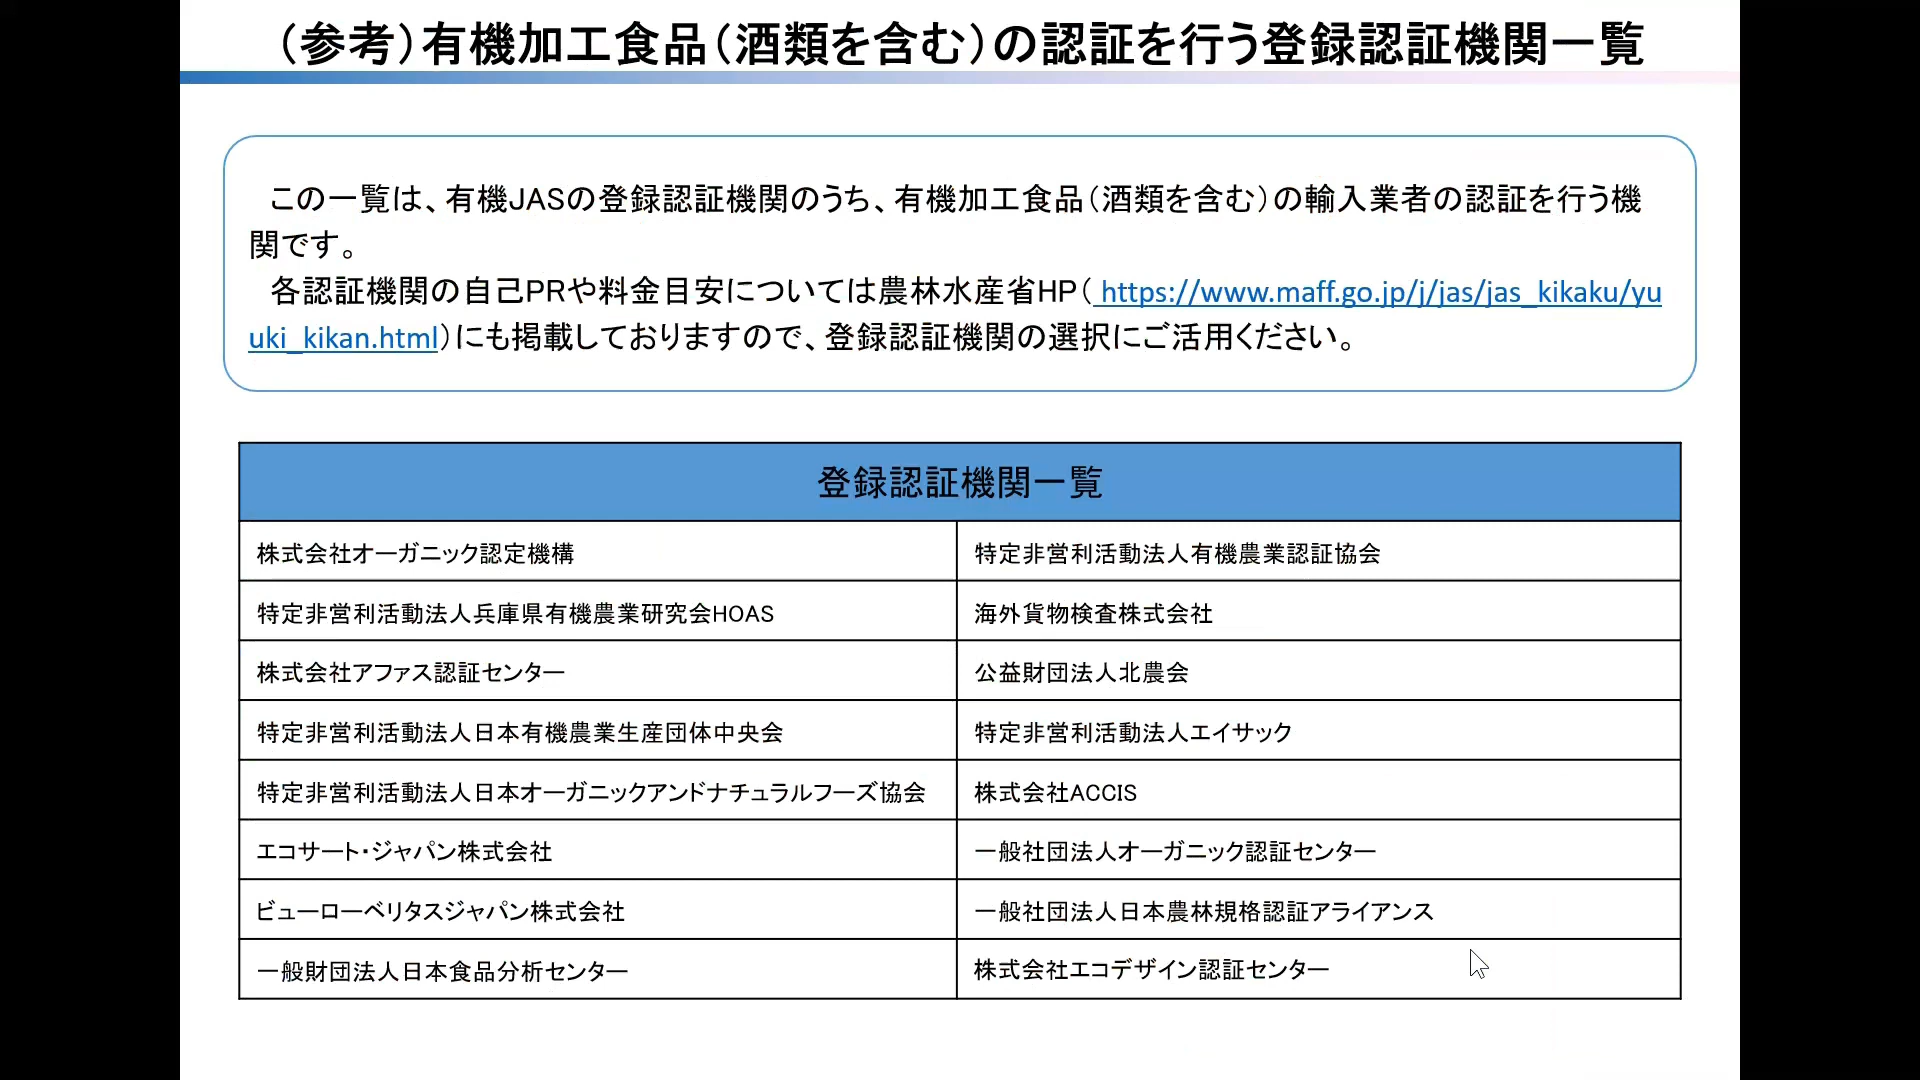 （参考）有機加工食品（酒類を含む）の認証を行う登録認証機関一覧
この一覧は、有機JASの登録認証機関のうち、有機加工食品（酒類を含む）の輸入業者の認証を行う機
関です。
各認証機関の自己PRや料金目安については農林水産省HP（ https://www.maff.go.jp/j/jas/jas_kikaku/yu
uki_kikan.html）にも掲載しておりますので、登録認証機関の選択にご活用ください。
登録認証機関一覧
株式会社オーガニック認定機構
特定非営利活動法人有機農業認証協会
特定非営利活動法人兵庫県有機農業研究会HOAS
海外貨物検査株式会社
株式会社アファス認証センター
公益財団法人北農会
特定非営利活動法人日本有機農業生産団体中央会
特定非営利活動法人エイサック
特定非営利活動法人日本オーガニックアンドナチュラルフーズ協会
株式会社ACCIS
エコサート・ジャパン株式会社
一般社団法人オーガニック認証センター
ビューローベリタスジャパン株式会社
一般社団法人日本農林規格認証アライアンス
一般財団法人日本食品分析センター
株式会社エコデザイン認証センター